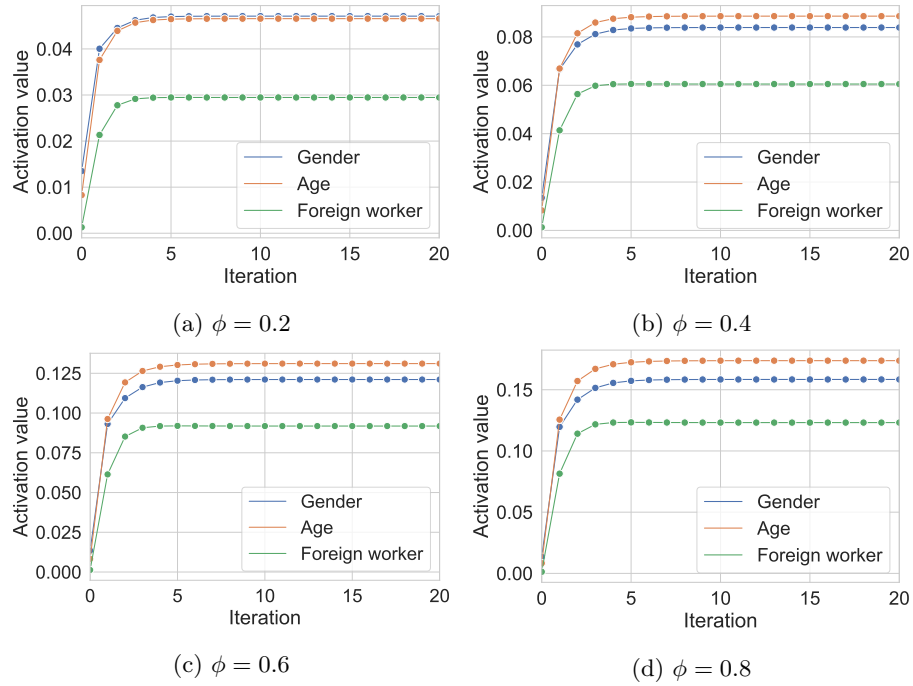 Activation value
0.04
0.03
0.02
0.01
0.00
Gender
Age
Foreign worker
0 5 10 15 20
Iteration
(a) ϕ = 0.2
Activation value
0.08
0.06
0.04
0.02
0.00
Gender
Age
Foreign worker
0 5 10 15 20
Iteration
(b) ϕ = 0.4
Activation value
0.125
0.100
0.075
0.050
0.025
0.000
Gender
Age
Foreign worker
0 5 10 15 20
Iteration
(c) ϕ = 0.6
Activation value
0.15
0.10
0.05
0.00
Gender
Age
Foreign worker
0 5 10 15 20
Iteration
(d) ϕ = 0.8